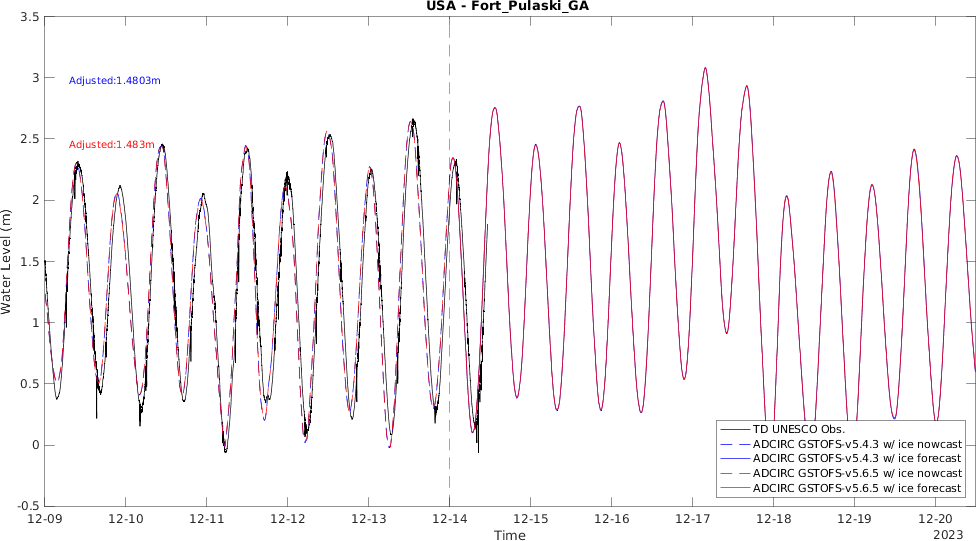 USA - Fort_Pulaski_GA
3.5
3
2.5
2
1.5
1
0.5
0
-0.5
Water Level (m)
Adjusted:1.4803m
Adjusted:1.483m
TD UNESCO Obs.
ADCIRC GSTOFS-v5.4.3 w/ ice nowcast
ADCIRC GSTOFS-v5.4.3 w/ ice forecast
ADCIRC GSTOFS-v5.6.5 w/ ice nowcast
ADCIRC GSTOFS-v5.6.5 w/ ice forecast
12-09 12-10 12-11 12-12 12-13 12-14 12-15 12-16 12-17 12-18 12-19 12-20
Time
2023